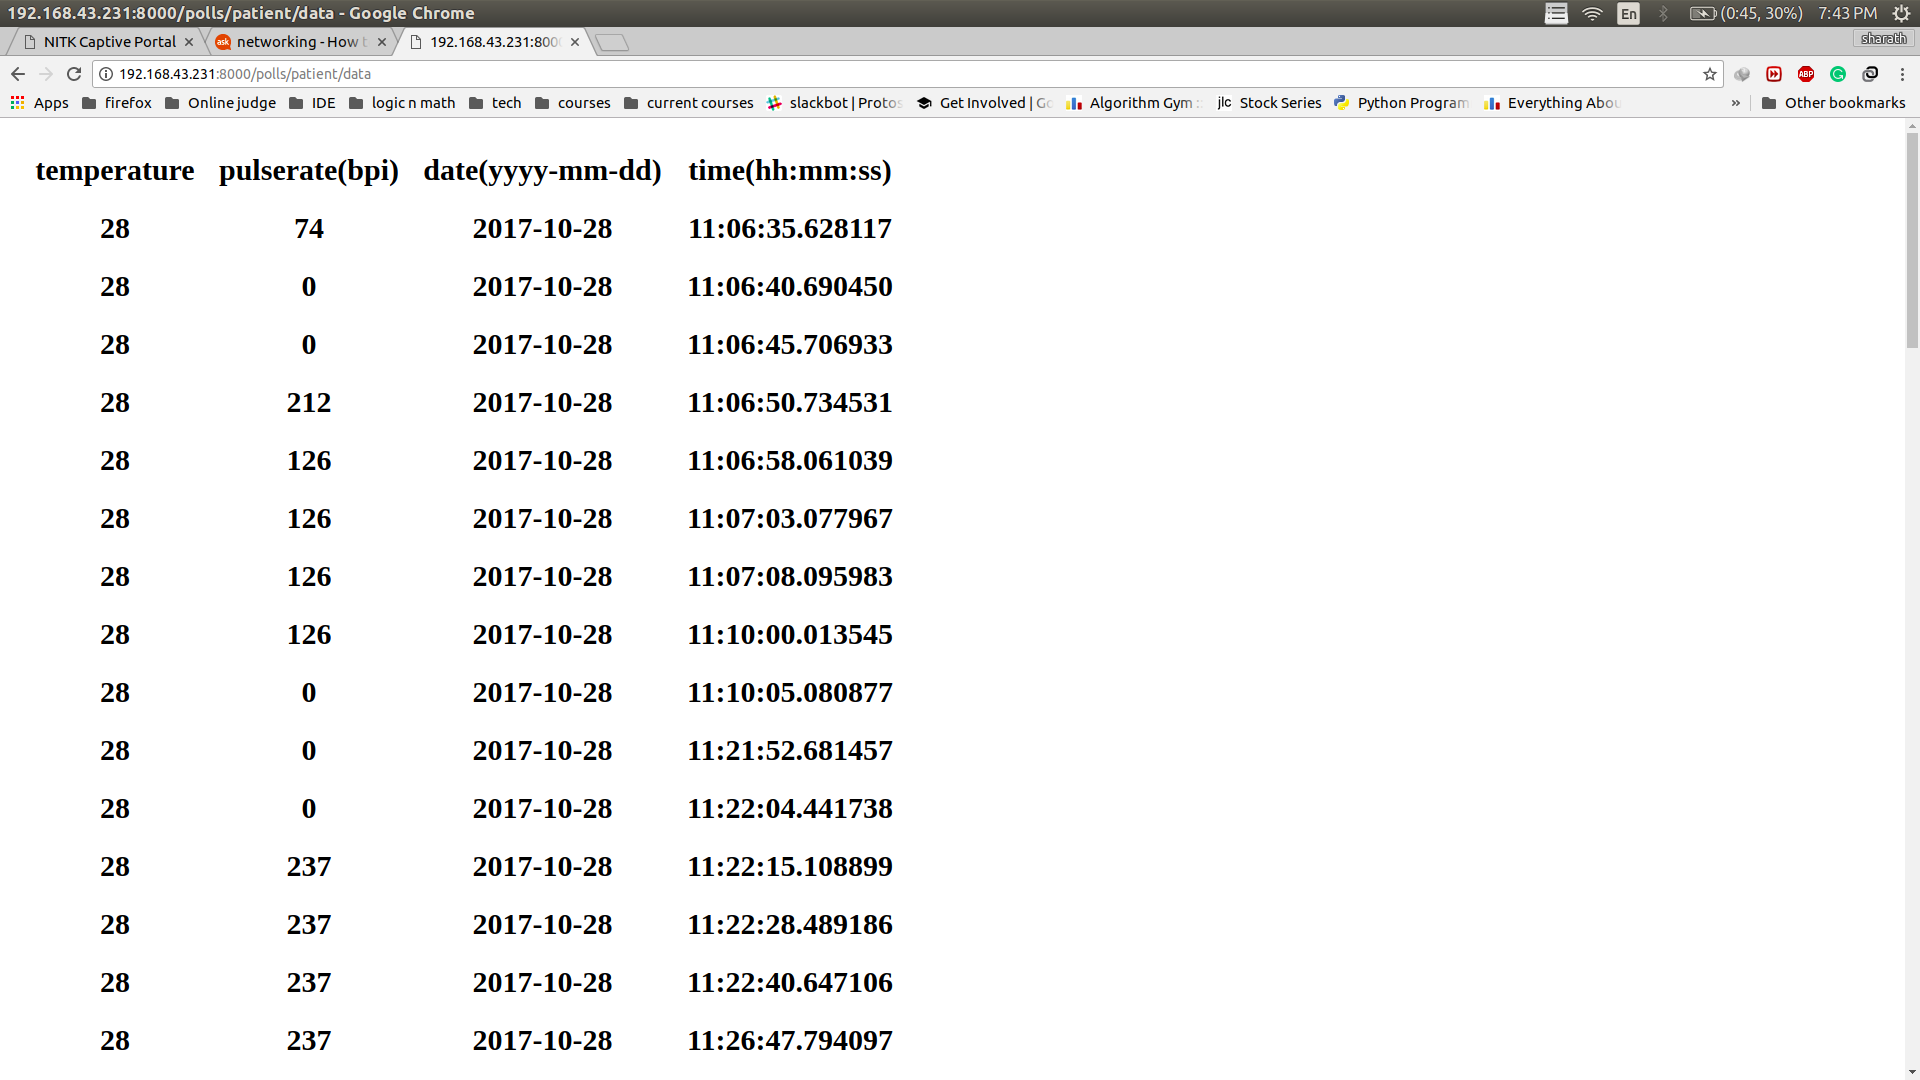 192.168.43.231:8000/polls/patient/data - Google Chrome En (0:45, 30%) 7:43 PM
NITK Captive Portal networking - How t 192.168.43.231:800 sharath
192.168.43.231:8000/polls/patient/data ABP
Apps firefox Online judge IDE logic n math tech courses current courses slackbot | Protos Get Involved | Go jlc Algorithm Gym Stock Series Python Program Everything Abou » Other bookmarks
temperature pulserate(bpi) date(yyyy-mm-dd) time(hh:mm:ss)
28 74 2017-10-28 11:06:35.628117
28 0 2017-10-28 11:06:40.690450
28 0 2017-10-28 11:06:45.706933
28 212 2017-10-28 11:06:50.734531
28 126 2017-10-28 11:06:58.061039
28 126 2017-10-28 11:07:03.077967
28 126 2017-10-28 11:07:08.095983
28 126 2017-10-28 11:10:00.013545
28 0 2017-10-28 11:10:05.080877
28 0 2017-10-28 11:21:52.681457
28 0 2017-10-28 11:22:04.441738
28 237 2017-10-28 11:22:15.108899
28 237 2017-10-28 11:22:28.489186
28 237 2017-10-28 11:22:40.647106
28 237 2017-10-28 11:26:47.794097